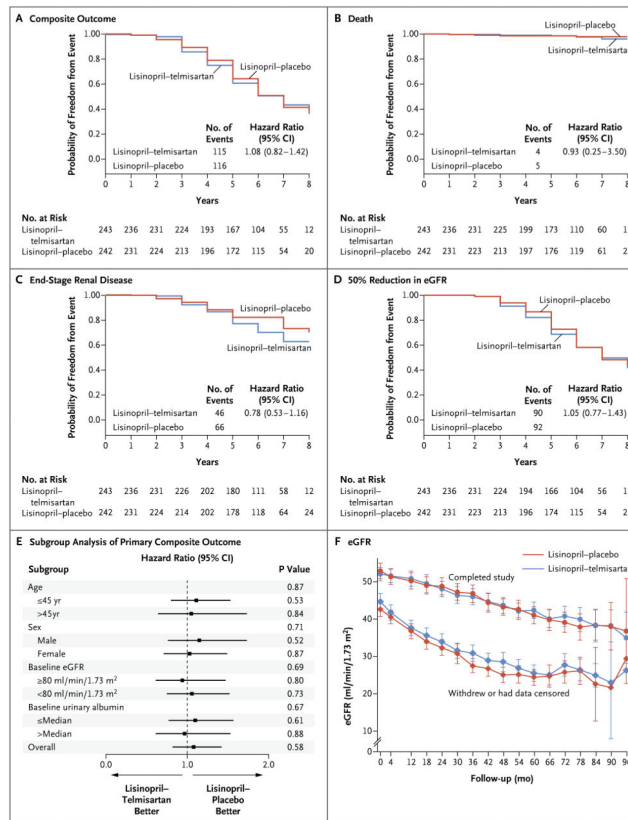 A Composite Outcome
Probability of Freedom from Event
1.00
0.8
0.6
0.4
0.2
0.0
Lisinopril–telmisartan
Lisinopril–placebo
No. of Events
Hazard Ratio (95% CI)
Lisinopril–telmisartan 115 1.08 (0.82–1.42)
Lisinopril–placebo 116
0 1 2 3 4 5 6 7 8
Years
No. at Risk
Lisinopril–telmisartan 243 236 231 224 193 167 104 55 12
Lisinopril–placebo 242 231 224 213 196 172 115 54 20
B Death
Probability of Freedom from Event
1.00
0.8
0.6
0.4
0.2
0.0
Lisinopril–placebo
Lisinopril–telmisartan
No. of Events
Hazard Ratio (95% CI)
Lisinopril–telmisartan 4 0.93 (0.25–3.50)
Lisinopril–placebo 5
0 1 2 3 4 5 6 7 8
Years
No. at Risk
Lisinopril–telmisartan 243 236 231 225 199 173 110 60
Lisinopril–placebo 242 231 223 213 197 176 119 61
C End-Stage Renal Disease
Probability of Freedom from Event
1.00
0.8
0.6
0.4
0.2
0.0
Lisinopril–placebo
Lisinopril–telmisartan
No. of Events
Hazard Ratio (95% CI)
Lisinopril–telmisartan 46 0.78 (0.53–1.16)
Lisinopril–placebo 66
0 1 2 3 4 5 6 7 8
Years
No. at Risk
Lisinopril–telmisartan 243 236 231 226 202 180 111 58 12
Lisinopril–placebo 242 231 224 214 202 178 118 64 24
D 50% Reduction in eGFR
Probability of Freedom from Event
1.00
0.8
0.6
0.4
0.2
0.0
Lisinopril–placebo
Lisinopril–telmisartan
No. of Events
Hazard Ratio (95% CI)
Lisinopril–telmisartan 90 1.05 (0.77–1.43)
Lisinopril–placebo 92
0 1 2 3 4 5 6 7 8
Years
No. at Risk
Lisinopril–telmisartan 243 236 231 224 194 166 104 56
Lisinopril–placebo 242 231 223 214 196 174 115 54
E Subgroup Analysis of Primary Composite Outcome
Subgroup Hazard Ratio (95% CI) P Value
Age 0.87
≤45 yr 0.53
>45yr 0.84
Sex 0.71
Male 0.52
Female 0.87
Baseline eGFR 0.69
≥80 ml/min/1.73 m² 0.80
<80 ml/min/1.73 m² 0.73
Baseline urinary albumin 0.67
≤Median 0.61
>Median 0.88
Overall 0.58
0.0 1.0 2.0
Lisinopril–Telmisartan Better
Lisinopril–Placebo Better
F eGFR
Lisinopril–placebo
Lisinopril–telmisarta
eGFR (ml/min/1.73 m²)
50
40
30
20
10
0
Completed study
Withdrew or had data censored
0 4 12 18 24 30 36 42 48 54 60 66 72 78 84 90 96
Follow-up (mo)